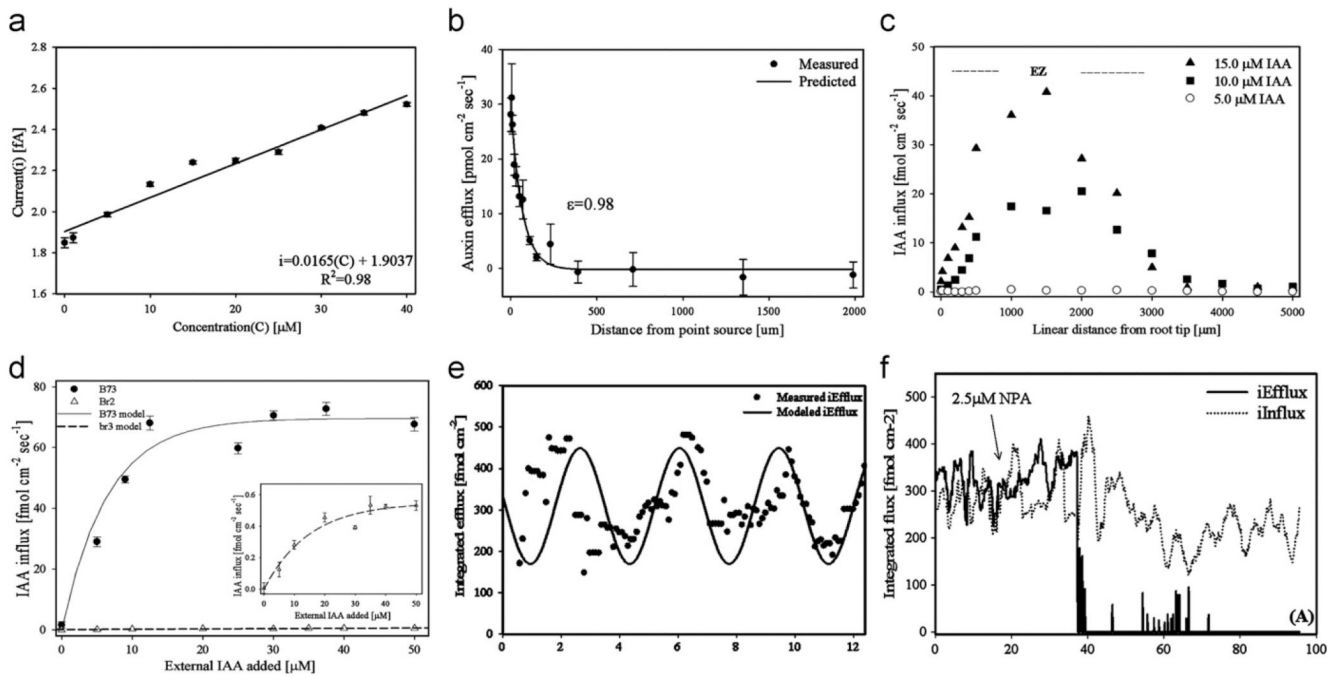 a
2.8
2.6
2.4
2.2
2.0
1.8
1.6
Current(i) [fA]
i=0.0165(C) + 1.9037
R²=0.98
0 10 20 30 40
Concentration(C) [µM]
b
40
30
20
10
0
Auxin efflux [pmol cm⁻² sec⁻¹]
Measured
Predicted
ε=0.98
0 500 1000 1500 2000
Distance from point source [um]
c
50
40
30
20
10
0
IAA influx [fmol cm⁻² sec⁻¹]
EZ
15.0 µM IAA
10.0 µM IAA
5.0 µM IAA
0 1000 2000 3000 4000 5000
Linear distance from root tip [µm]
d
80
60
40
20
0
IAA influx [fmol cm⁻² sec⁻¹]
B73
Br2
B73 model
br3 model
0.6
0.4
0.2
0.0
IAA influx [fmol cm⁻² sec⁻¹]
0 10 20 30 40 50
External IAA added [µM]
0 10 20 30 40 50
External IAA added [µM]
e
600
500
400
300
200
100
0
Integrated efflux [fmol cm⁻²]
Measured iEfflux
Modeled iEfflux
0 2 4 6 8 10 12
f
500
400
300
200
100
0
Integrated flux [fmol cm-2]
2.5µM NPA
iEfflux
iInflux
(A)
0 20 40 60 80 100